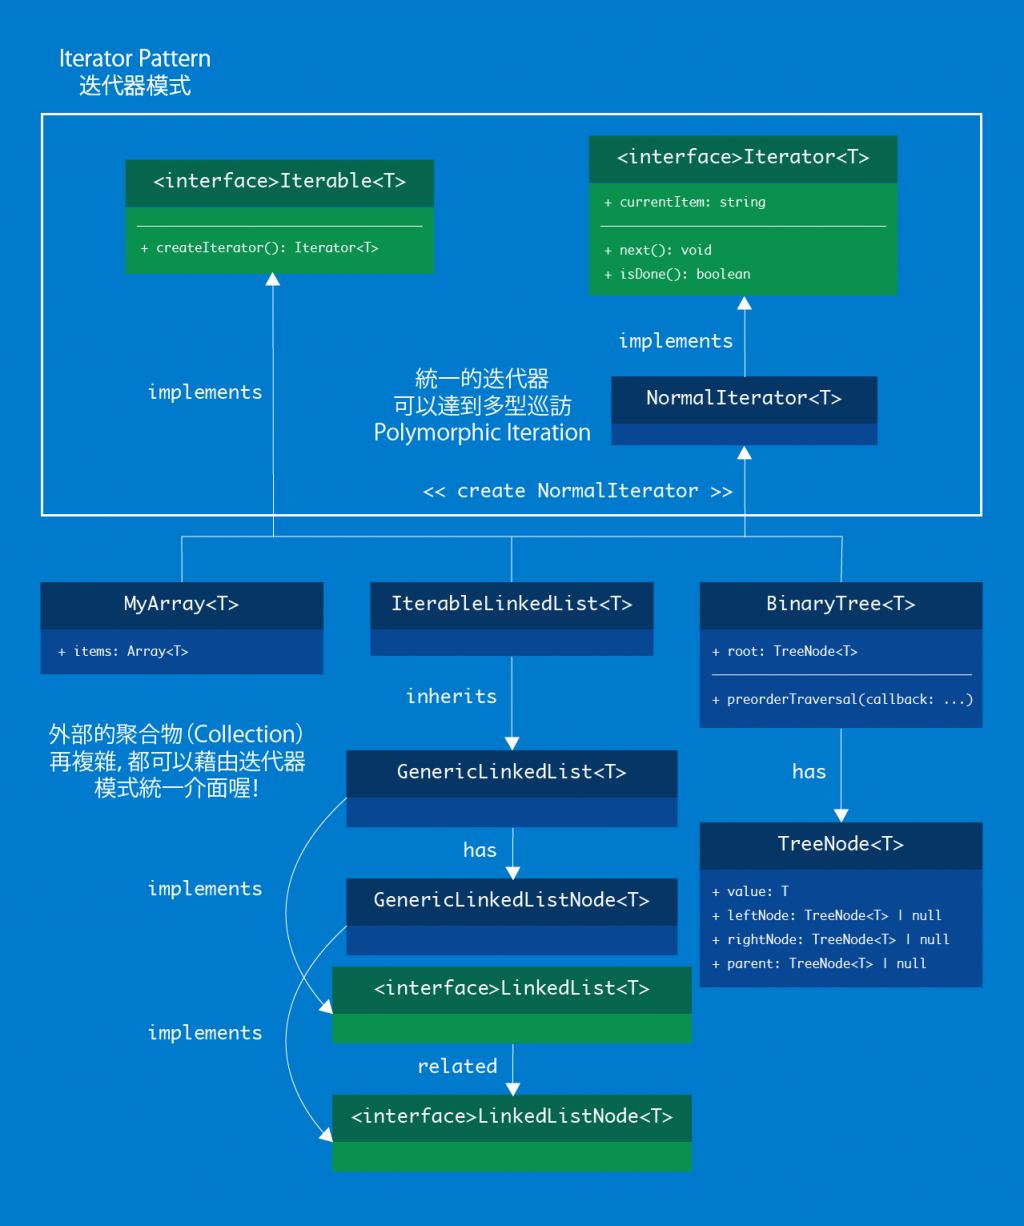 Iterator Pattern
迭代器模式
<interface>Iterable<T>
+ createIterator(): Iterator<T>
<interface>Iterator<T>
+ currentItem: string
+ next(): void
+ isDone(): boolean
implements
implements
統一的迭代器
可以達到多型巡訪
Polymorphic Iteration
NormalIterator<T>
<< create NormalIterator >>
MyArray<T>
+ items: Array<T>
IterableLinkedList<T>
BinaryTree<T>
+ root: TreeNode<T>
+ preorderTraversal(callback: ...)
inherits
外部的聚合物（Collection）
再複雜, 都可以藉由迭代器
模式統一介面喔！
GenericLinkedList<T>
has
has
TreeNode<T>
+ value: T
+ leftNode: TreeNode<T> | null
+ rightNode: TreeNode<T> | null
+ parent: TreeNode<T> | null
implements
GenericLinkedListNode<T>
<interface>LinkedList<T>
implements
related
<interface>LinkedListNode<T>